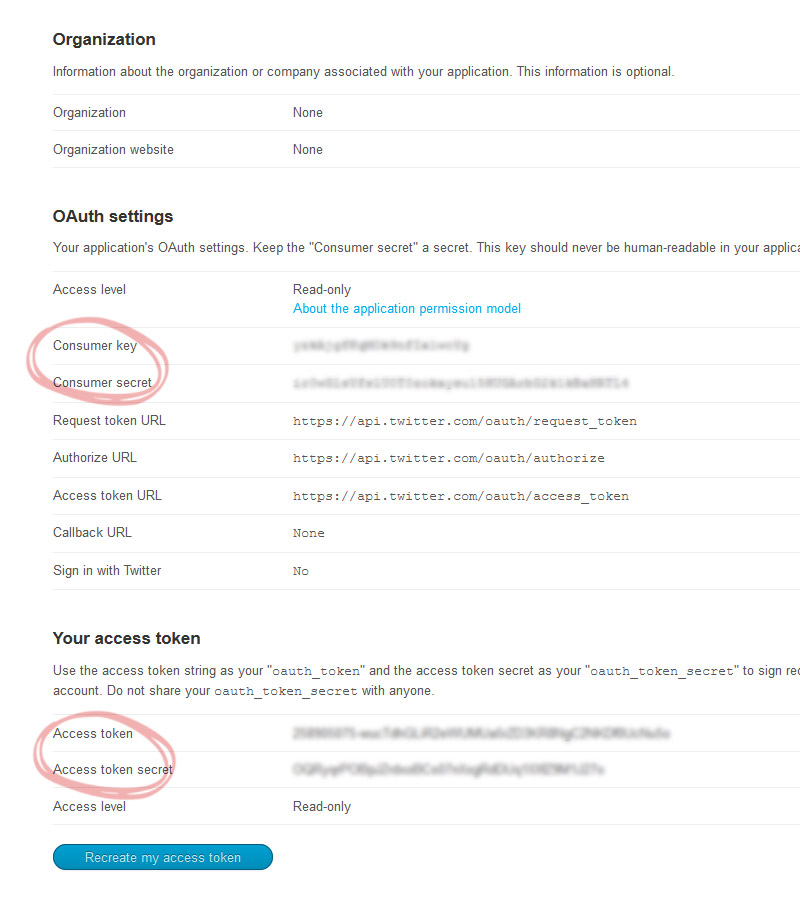 Organization
Information about the organization or company associated with your application. This information is optional.
Organization None
Organization website None
OAuth settings
Your application's OAuth settings. Keep the "Consumer secret" a secret. This key should never be human-readable in your applica
Access level Read-only
About the application permission model
Consumer key
Consumer secret
Request token URL https://api.twitter.com/oauth/request_token
Authorize URL https://api.twitter.com/oauth/authorize
Access token URL https://api.twitter.com/oauth/access_token
Callback URL None
Sign in with Twitter No
Your access token
Use the access token string as your "oauth_token" and the access token secret as your "oauth_token_secret" to sign rec
account. Do not share your oauth_token_secret with anyone.
Access token
Access token secret
Access level Read-only
Recreate my access token